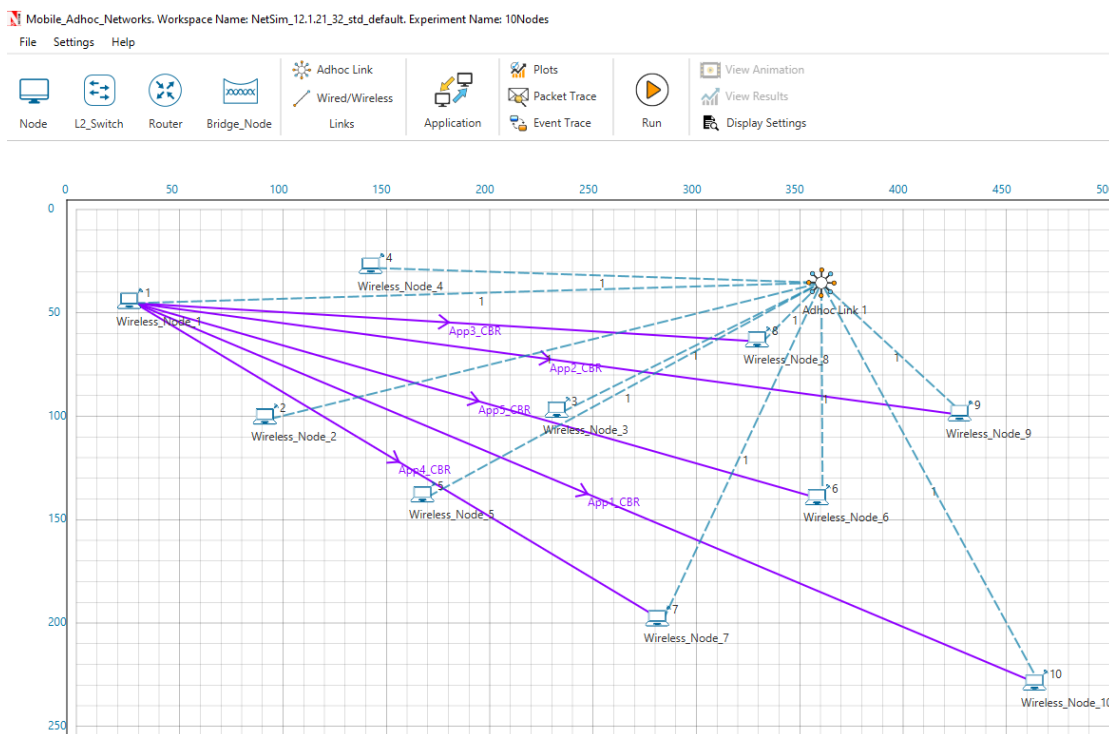 Mobile_Adhoc_Networks. Workspace Name: NetSim_12.1.21_32_std_default. Experiment Name: 10Nodes
File Settings Help
Node
L2_Switch
Router
Bridge_Node
Adhoc Link
Wired/Wireless
Links
Application
Plots
Packet Trace
Event Trace
Run
View Animation
View Results
Display Settings
0 50 100 150 200 250 300 350 400 450
0
50
100
150
200
250
4
Wireless_Node_4
1
Wireless_Node_1
1
1
Adhoc Link 1
App3_CBR
1
8
Wireless_Node_8
App2_CBR
1
1
App5_CBR
1
1
2
Wireless_Node_2
3
Wireless_Node_3
9
Wireless_Node_9
App4_CBR
1
5
Wireless_Node_5
App1_CBR
1
6
Wireless_Node_6
7
Wireless_Node_7
10
Wireless_Node_10